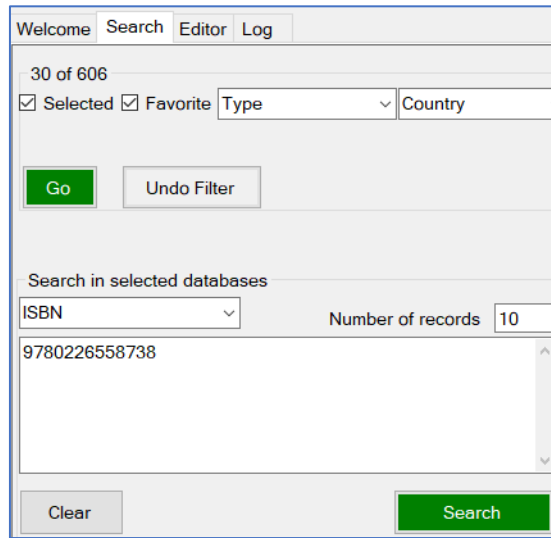 Welcome Search Editor Log
30 of 606
Selected Favorite Type Country
Go Undo Filter
Search in selected databases
ISBN Number of records 10
9780226558738
Clear Search